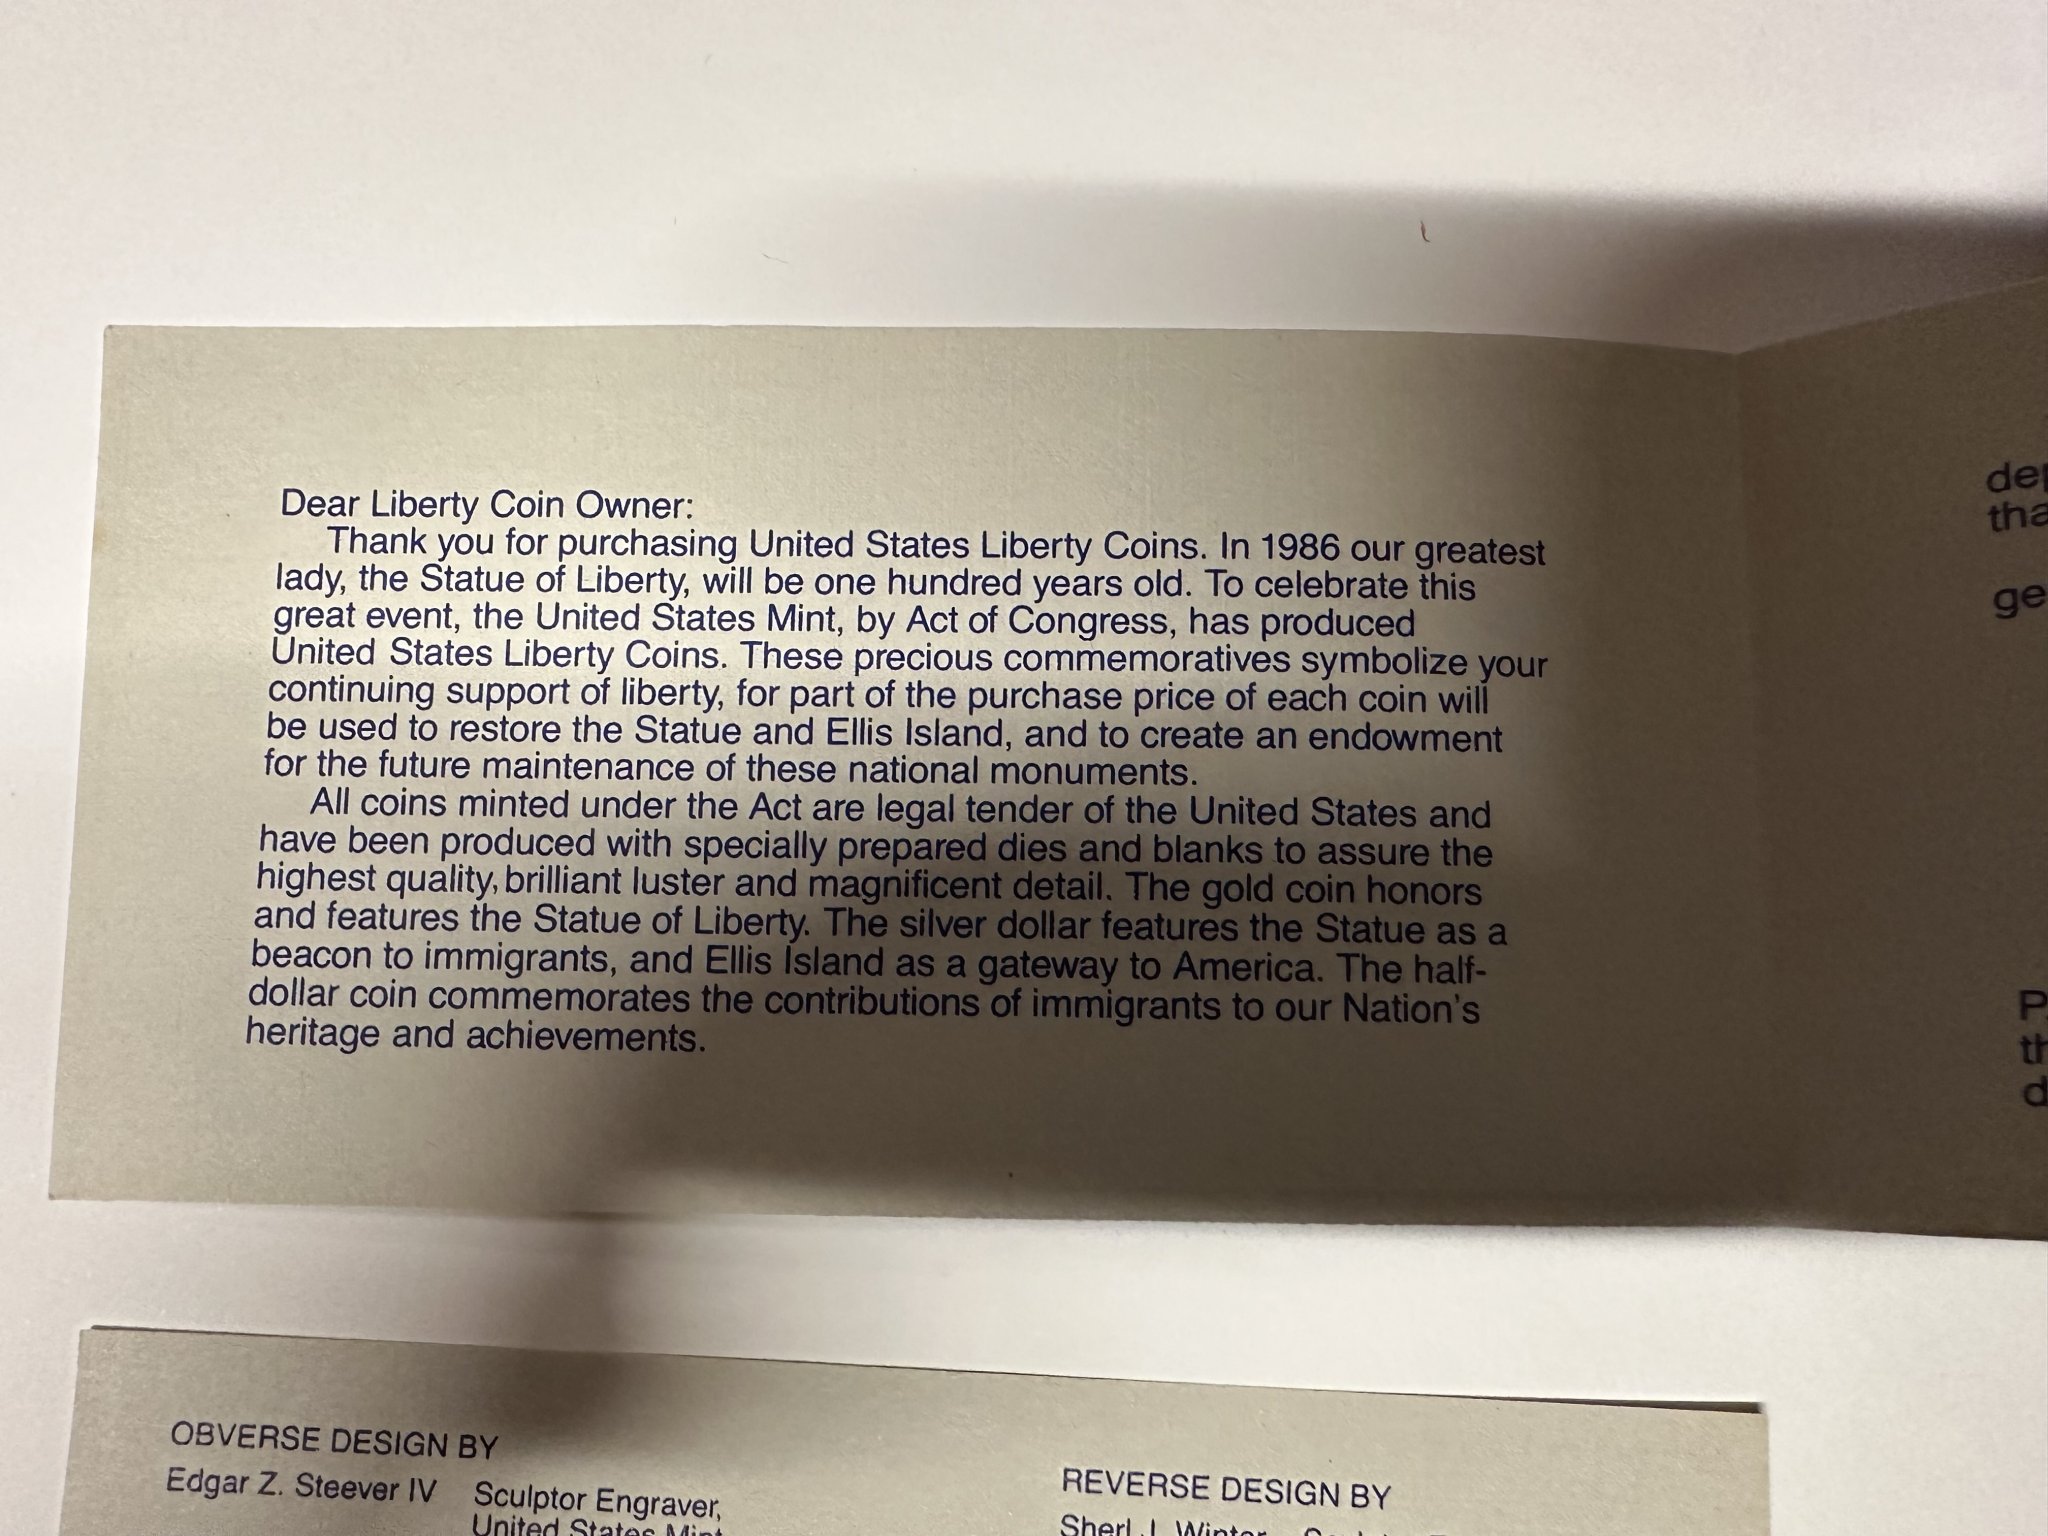 Dear Liberty Coin Owner:
Thank you for purchasing United States Liberty Coins. In 1986 our greatest
lady, the Statue of Liberty, will be one hundred years old. To celebrate this
great event, the United States Mint, by Act of Congress, has produced
United States Liberty Coins. These precious commemoratives symbolize your
continuing support of liberty, for part of the purchase price of each coin will
be used to restore the Statue and Ellis Island, and to create an endowment
for the future maintenance of these national monuments.
All coins minted under the Act are legal tender of the United States and
have been produced with specially prepared dies and blanks to assure the
highest quality, brilliant luster and magnificent detail. The gold coin honors
and features the Statue of Liberty. The silver dollar features the Statue as a
beacon to immigrants, and Ellis Island as a gateway to America. The half-
dollar coin commemorates the contributions of immigrants to our Nation's
heritage and achievements.
OBVERSE DESIGN BY
Edgar Z. Steever IV Sculptor Engraver,
United States Mint
REVERSE DESIGN BY
Sherl J. Winter